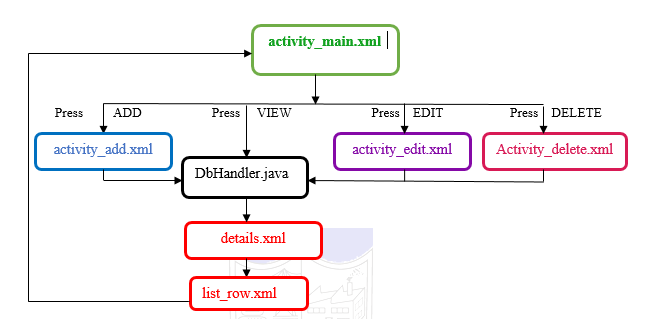 activity_main.xml
Press ADD
Press VIEW
Press EDIT
Press DELETE
activity_add.xml
activity_edit.xml
Activity_delete.xml
DbHandler.java
details.xml
list_row.xml